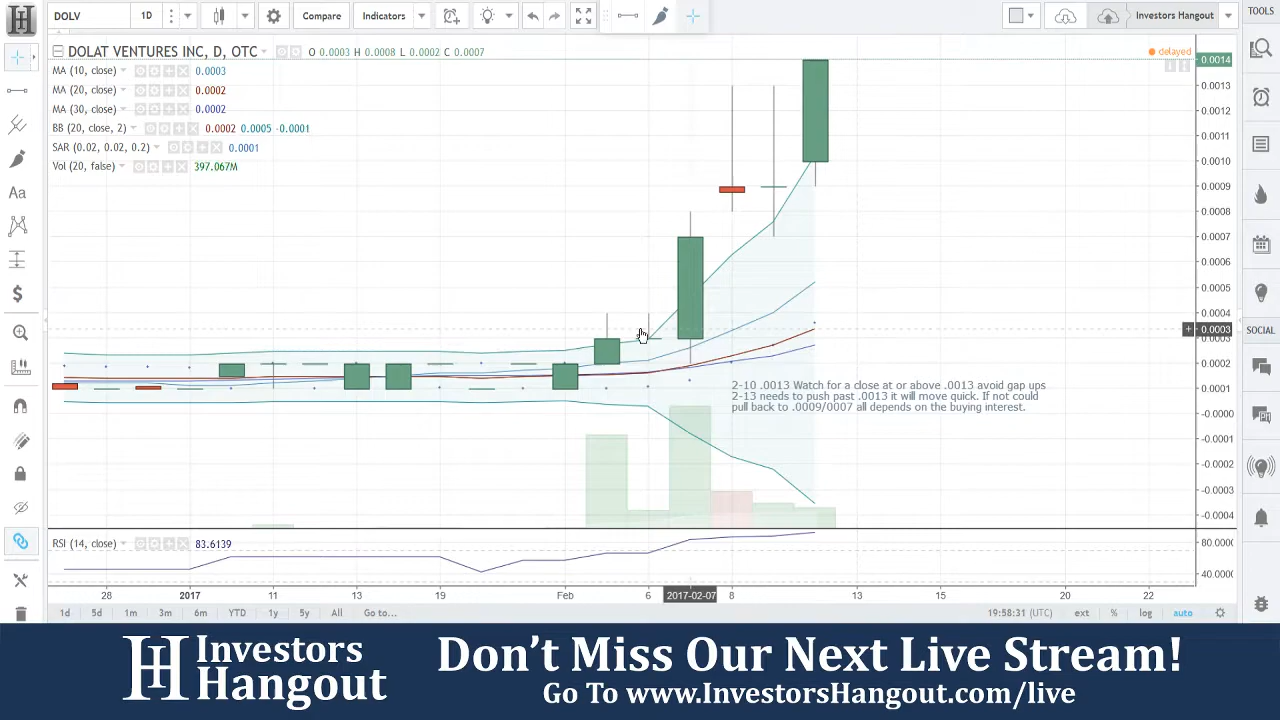 DOLV 1D Compare Indicators Investors Hangout TOOLS
DOLAT VENTURES INC, D, OTC O 0.0003 H 0.0008 L 0.0002 C 0.0007
delayed
MA (10, close) 0.0003
MA (20, close) 0.0002
MA (30, close) 0.0002
BB (20, close, 2) 0.0002 0.0005 -0.0001
SAR (0.02, 0.02, 0.2) 0.0001
Vol (20, false) 397.067M
0.0014
0.0013
0.0012
0.0011
0.0010
0.0009
0.0008
0.0007
0.0006
0.0005
0.0004
0.0003
0.0002
0.0001
-0.0000
-0.0001
-0.0002
-0.0003
-0.0004
Aa
$
SOCIAL
2-10 .0013 Watch for a close at or above .0013 avoid gap ups
2-13 needs to push past .0013 it will move quick. If not could
pull back to .0009/0007 all depends on the buying interest.
RSI (14, close) 83.6139
80.0000
40.0000
28 2017 11 13 19 Feb 6 2017-02-07 8 13 15 20 22
1d 5d 1m 3m 6m YTD 1y 5y All Go to... 19:58:31 (UTC) ext % log auto
Investors
Hangout
Don't Miss Our Next Live Stream!
Go To www.InvestorsHangout.com/live